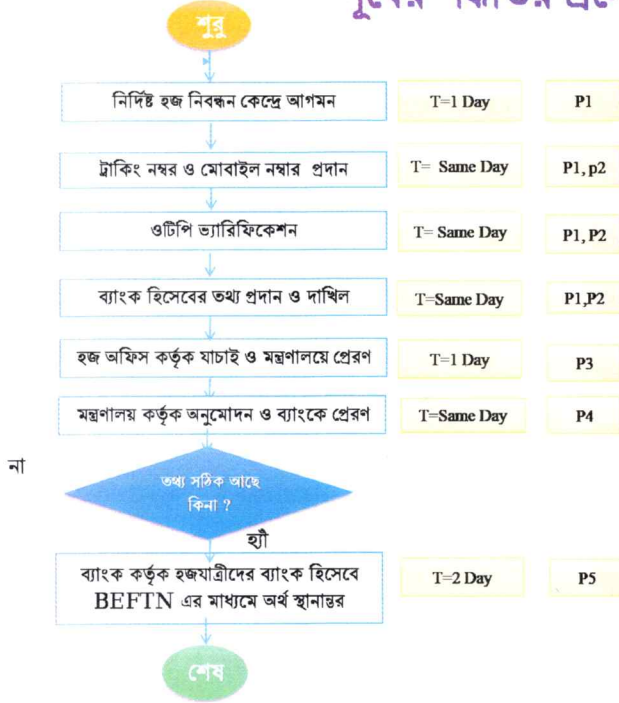 শুরু
নির্দিষ্ট হজ নিবন্ধন কেন্দ্রে আগমন T=1 Day P1
ট্রাকিং নম্বর ও মোবাইল নম্বার প্রদান T= Same Day P1, p2
ওটিপি ভ্যারিফিকেশন T= Same Day P1, P2
ব্যাংক হিসেবের তথ্য প্রদান ও দাখিল T=Same Day P1,P2
হজ অফিস কর্তৃক যাচাই ও মন্ত্রণালয়ে প্রেরণ T=1 Day P3
মন্ত্রণালয় কর্তৃক অনুমোদন ও ব্যাংকে প্রেরণ T=Same Day P4
না
তথ্য সঠিক আছে
কিনা ?
হ্যাঁ
ব্যাংক কর্তৃক হজযাত্রীদের ব্যাংক হিসেবে
BEFTN এর মাধ্যমে অর্থ স্থানান্তর T=2 Day P5
শেষ